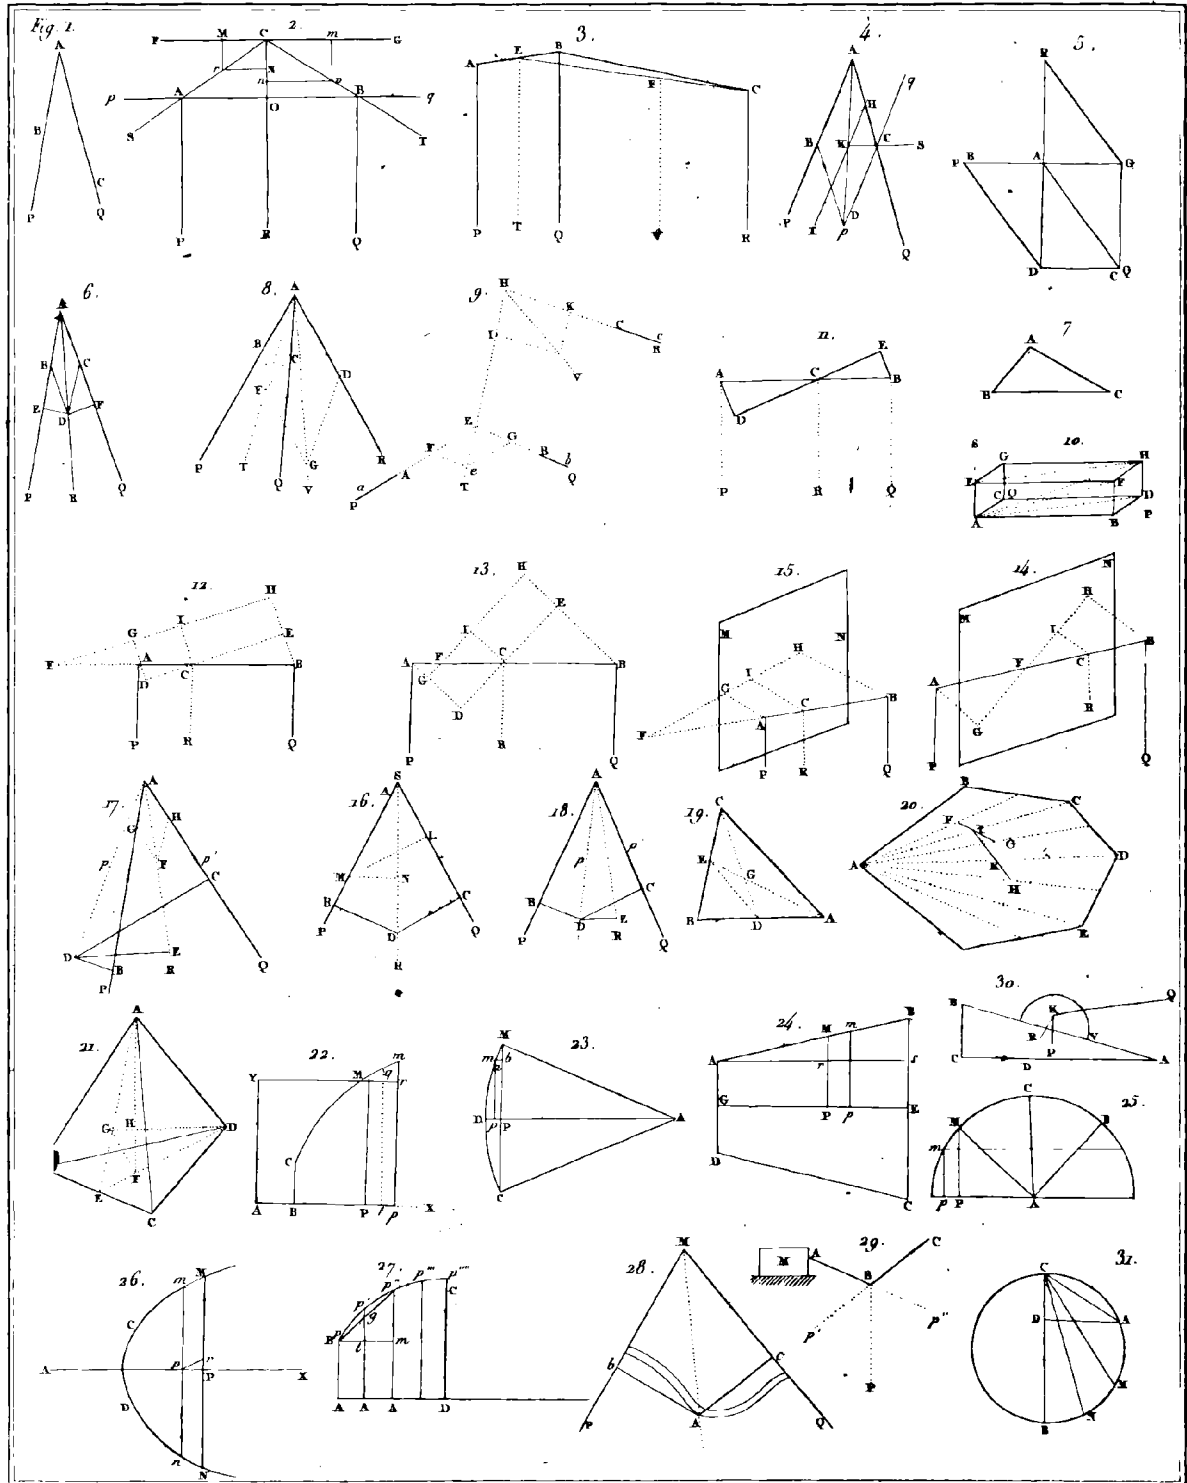 Fig. 1.
A
B
C
P
Q
2.
F M C m G
r N
n p
p A O B q
S T
P R Q
3.
A E B
F C
P T Q R
4.
A
q
H
B K C S
P I D
p
Q
5.
R
P B A G
D C Q
6.
A
B C
E D F
P R Q
8.
A
B C D
F
P T Q G R
V
9.
H
K
C c
R
D
V
E
F G B b
A e Q
a T
P
11.
E
A C B
D
P R Q
7
A
B C
10.
S G H
E F
C Q D
A B P
12.
H
G I
E
F A B
D C
P R Q
13.
H
E
I
A F C B
G
D
P R Q
15.
M N
H
G I
B
F A C
P R Q
14.
N
M H
I B
F C
A
R
G
P Q
17.
A
G H
p F p'
C
D E
B R Q
P
16.
S
A
L
M N
B C
P D Q
R
18.
A
p p'
B C
D E
P R Q
19.
C
E
G
B D A
20.
B
C
F I
G
A D
K
H
E
21.
A
G H D
E F
C
22.
m
Y M q r
C
A B P l p X
23.
M
m b
D p P A
C
24.
B
M m
A r s
G P p E
D
C
30.
B K Q
R V
P
C D A
25.
C
M B
m
p P A
26.
m M
C
A p r P X
D
n N
27.
p' p'' p''' p''''
C
p g
B l m
A A A D
28.
M
b c
P A Q
29.
M A C
B
p' p''
P
31.
C
D A
M
N
B